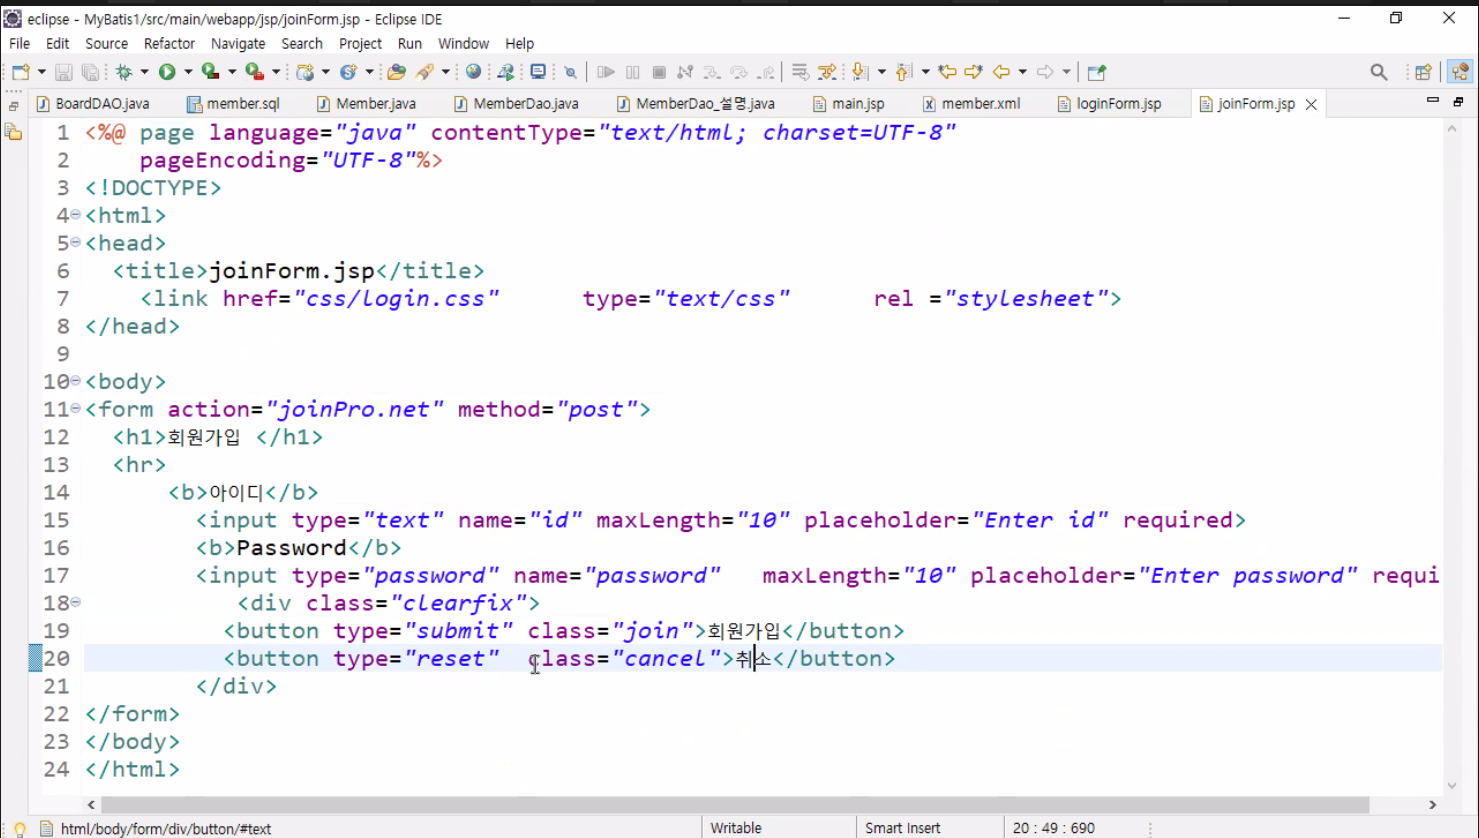 eclipse - MyBatis1/src/main/webapp/jsp/joinForm.jsp - Eclipse IDE
File Edit Source Refactor Navigate Search Project Run Window Help
BoardDAO.java member.sql Member.java MemberDao.java MemberDao_설명.java main.jsp member.xml loginForm.jsp joinForm.jsp
1 <%@ page language="java" contentType="text/html; charset=UTF-8"
2 pageEncoding="UTF-8"%>
3 <!DOCTYPE>
4 <html>
5 <head>
6 <title>joinForm.jsp</title>
7 <link href="css/login.css" type="text/css" rel ="stylesheet">
8 </head>
9
10 <body>
11 <form action="joinPro.net" method="post">
12 <h1>회원가입 </h1>
13 <hr>
14 <b>아이디</b>
15 <input type="text" name="id" maxLength="10" placeholder="Enter id" required>
16 <b>Password</b>
17 <input type="password" name="password" maxLength="10" placeholder="Enter password" requi
18 <div class="clearfix">
19 <button type="submit" class="join">회원가입</button>
20 <button type="reset" class="cancel">취소</button>
21 </div>
22 </form>
23 </body>
24 </html>
html/body/form/div/button/#text Writable Smart Insert 20 : 49 : 690